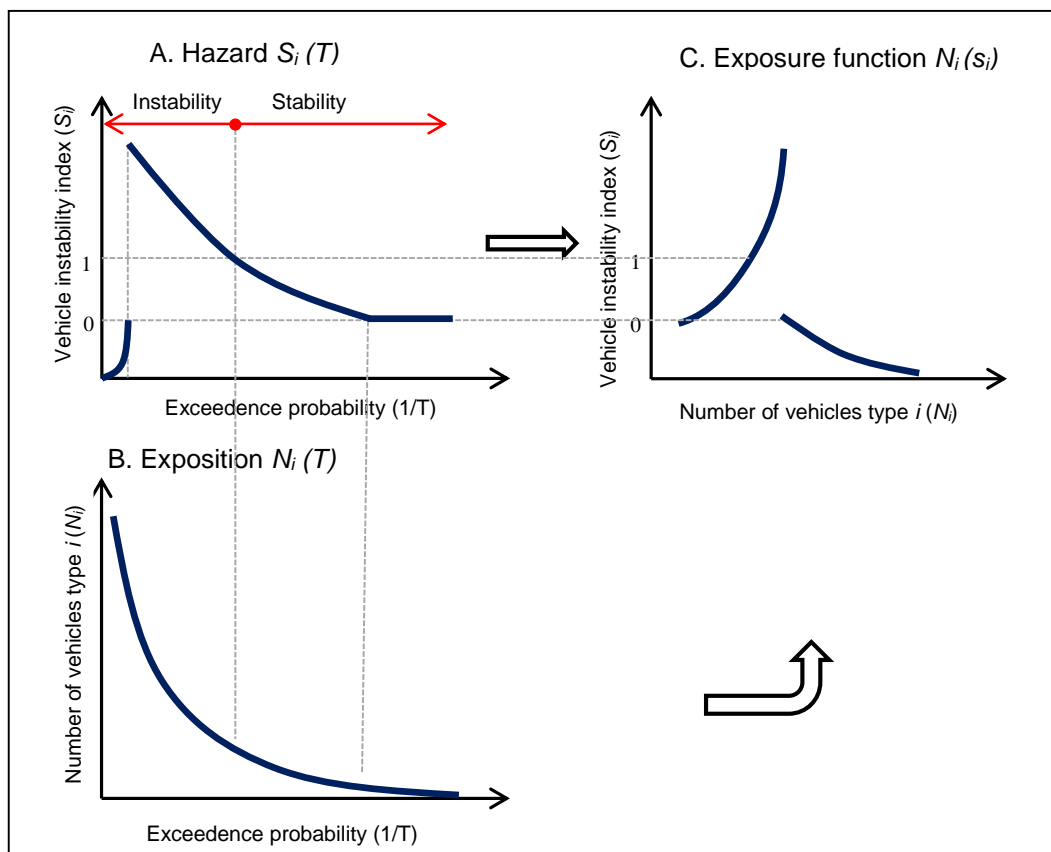 A. Hazard Si (T)
Instability
Stability
Vehicle instability index (Si)
1
0
Exceedence probability (1/T)
C. Exposure function Ni (si)
Vehicle instability index (Si)
1
0
Number of vehicles type i (Ni)
B. Exposition Ni (T)
Number of vehicles type i (Ni)
Exceedence probability (1/T)